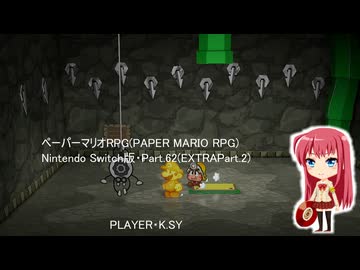 ペーパーマリオRPG(PAPER MARIO RPG)
Nintendo Switch版・Part.62(EXTRAPart.2)
PLAYER・K.SY